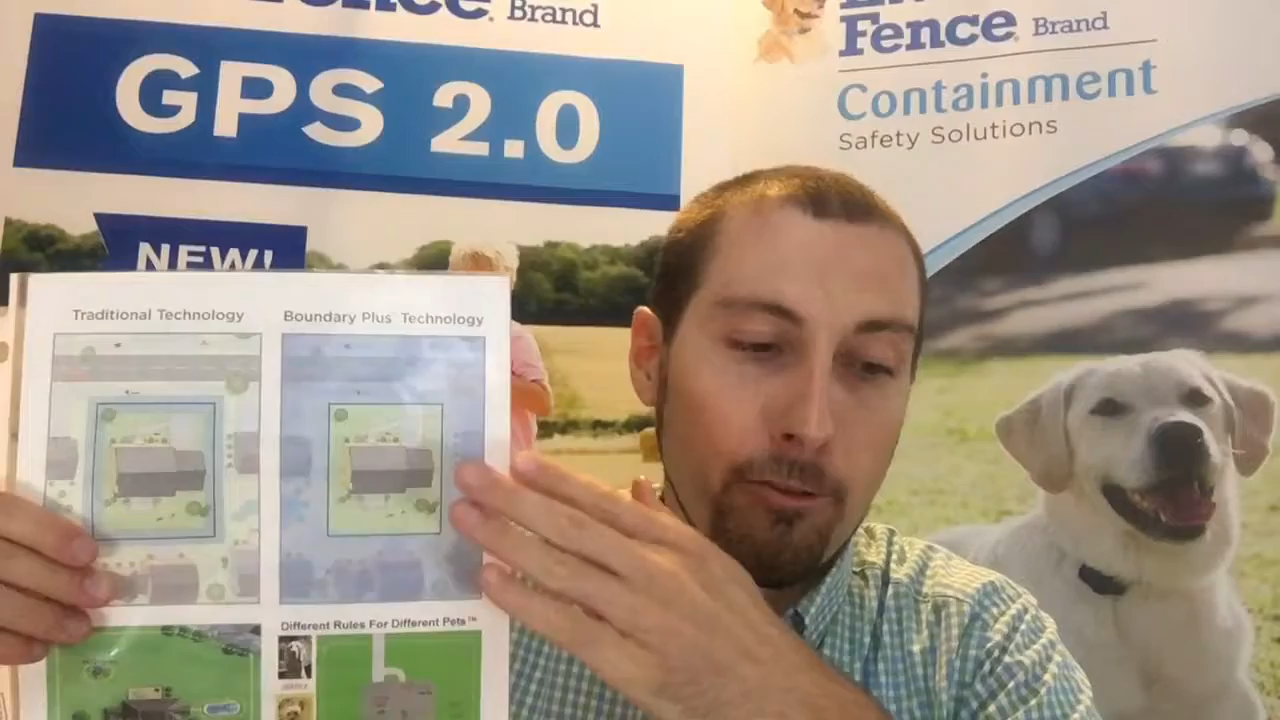 Fence® Brand
GPS 2.0
NEW!
Fence® Brand
Containment
Safety Solutions
Traditional Technology
Boundary Plus Technology
Different Rules For Different Pets™